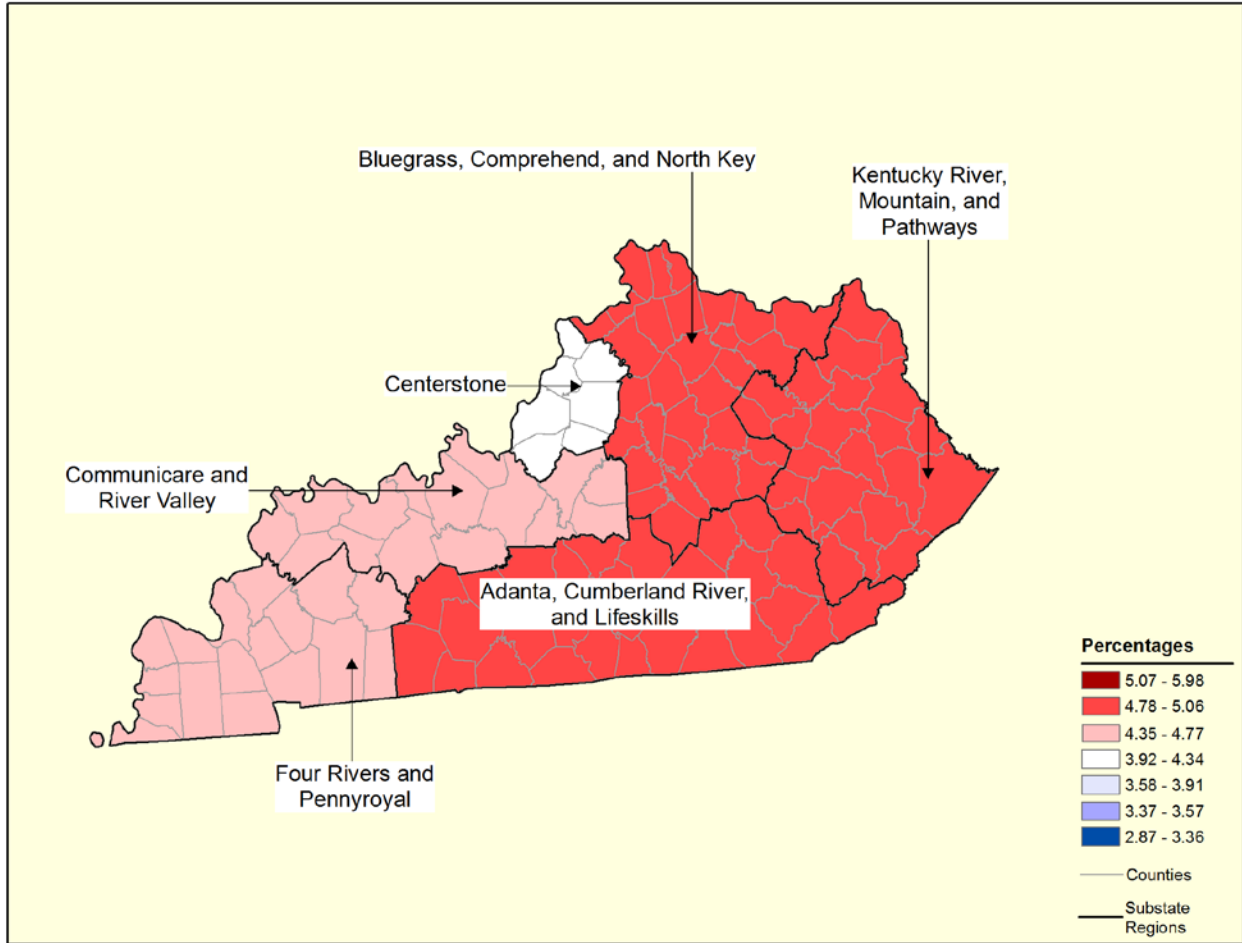 Bluegrass, Comprehend, and North Key
Kentucky River,
Mountain, and
Pathways
Centerstone
Communicare and
River Valley
Adanta, Cumberland River,
and Lifeskills
Four Rivers and
Pennyroyal
Percentages
5.07 - 5.98
4.78 - 5.06
4.35 - 4.77
3.92 - 4.34
3.58 - 3.91
3.37 - 3.57
2.87 - 3.36
Counties
Substate
Regions